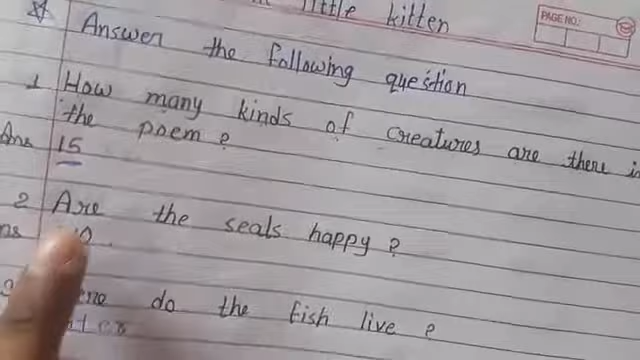 little kitten
PAGE NO.:
Answer the following question
1 How many kinds of creatures are there in
the poem ?
Ans 15
2 Are the seals happy ?
do the fish live ?